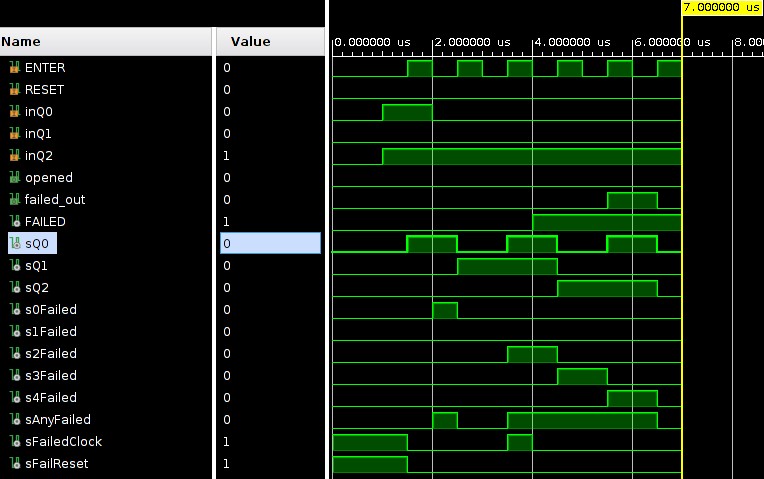 7.000000 us
Name Value
0.000000 us 2.000000 us 4.000000 us 6.000000 us 8.00
ENTER 0
RESET 0
inQ0 0
inQ1 0
inQ2 1
opened 0
failed_out 0
FAILED 1
sQ0 0
sQ1 0
sQ2 0
s0Failed 0
s1Failed 0
s2Failed 0
s3Failed 0
s4Failed 0
sAnyFailed 0
sFailedClock 1
sFailReset 1